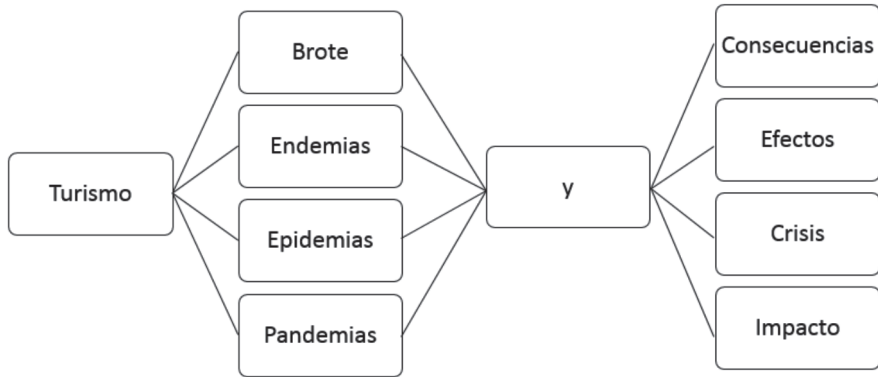 Turismo
Brote
Endemias
Epidemias
Pandemias
y
Consecuencias
Efectos
Crisis
Impacto